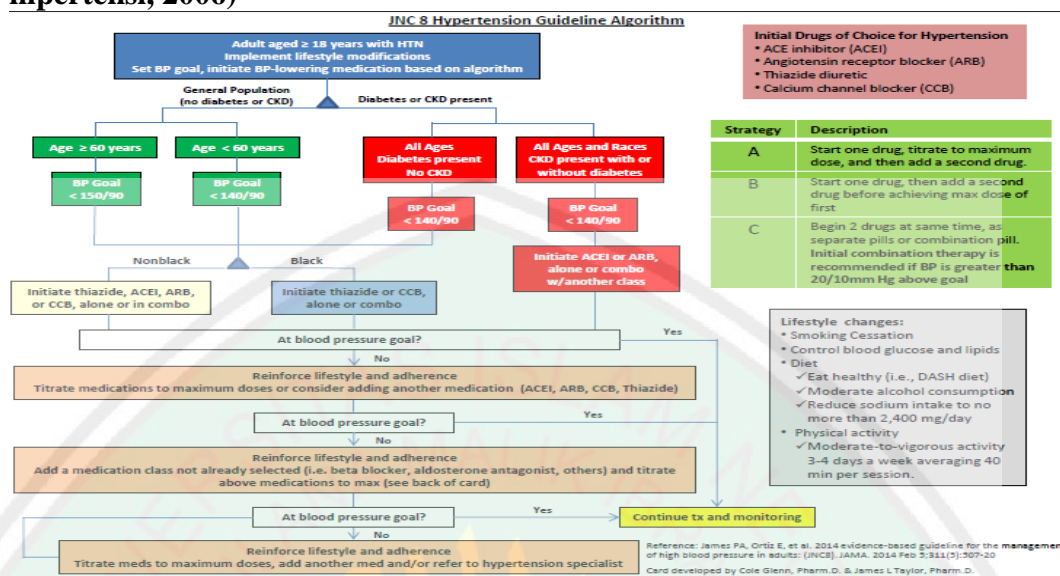 hipertensi, 2008)
JNC 8 Hypertension Guideline Algorithm
Adult aged ≥ 18 years with HTN
Implement lifestyle modifications
Set BP goal, initiate BP-lowering medication based on algorithm
General Population
(no diabetes or CKD)
Diabetes or CKD present
Age ≥ 60 years
Age < 60 years
All Ages
Diabetes present
No CKD
All Ages and Races
CKD present with or
without diabetes
BP Goal
< 150/90
BP Goal
< 140/90
BP Goal
< 140/90
BP Goal
< 140/90
Nonblack
Black
Initiate thiazide, ACEI, ARB,
or CCB, alone or in combo
Initiate thiazide or CCB,
alone or combo
Initiate ACEI or ARB,
alone or combo
w/another class
At blood pressure goal?
Yes
No
Reinforce lifestyle and adherence
Titrate medications to maximum doses or consider adding another medication (ACEI, ARB, CCB, Thiazide)
At blood pressure goal?
Yes
No
Reinforce lifestyle and adherence
Add a medication class not already selected (i.e. beta blocker, aldosterone antagonist, others) and titrate
above medications to max (see back of card)
At blood pressure goal?
Yes
Continue tx and monitoring
No
Reinforce lifestyle and adherence
Titrate meds to maximum doses, add another med and/or refer to hypertension specialist
Initial Drugs of Choice for Hypertension
• ACE inhibitor (ACEI)
• Angiotensin receptor blocker (ARB)
• Thiazide diuretic
• Calcium channel blocker (CCB)
Strategy Description
A Start one drug, titrate to maximum
dose, and then add a second drug.
B Start one drug, then add a second
drug before achieving max dose of
first
C Begin 2 drugs at same time, as
separate pills or combination pill.
Initial combination therapy is
recommended if BP is greater than
20/10mm Hg above goal
Lifestyle changes:
• Smoking Cessation
• Control blood glucose and lipids
• Diet
✓Eat healthy (i.e., DASH diet)
✓Moderate alcohol consumption
✓Reduce sodium intake to no
more than 2,400 mg/day
• Physical activity
✓Moderate-to-vigorous activity
3-4 days a week averaging 40
min per session.
Reference: James PA, Ortiz E, et al. 2014 evidence-based guideline for the management
of high blood pressure in adults: (JNC8). JAMA. 2014 Feb 5;311(5):507-20
Card developed by Cole Glenn, Pharm.D. & James L Taylor, Pharm.D.